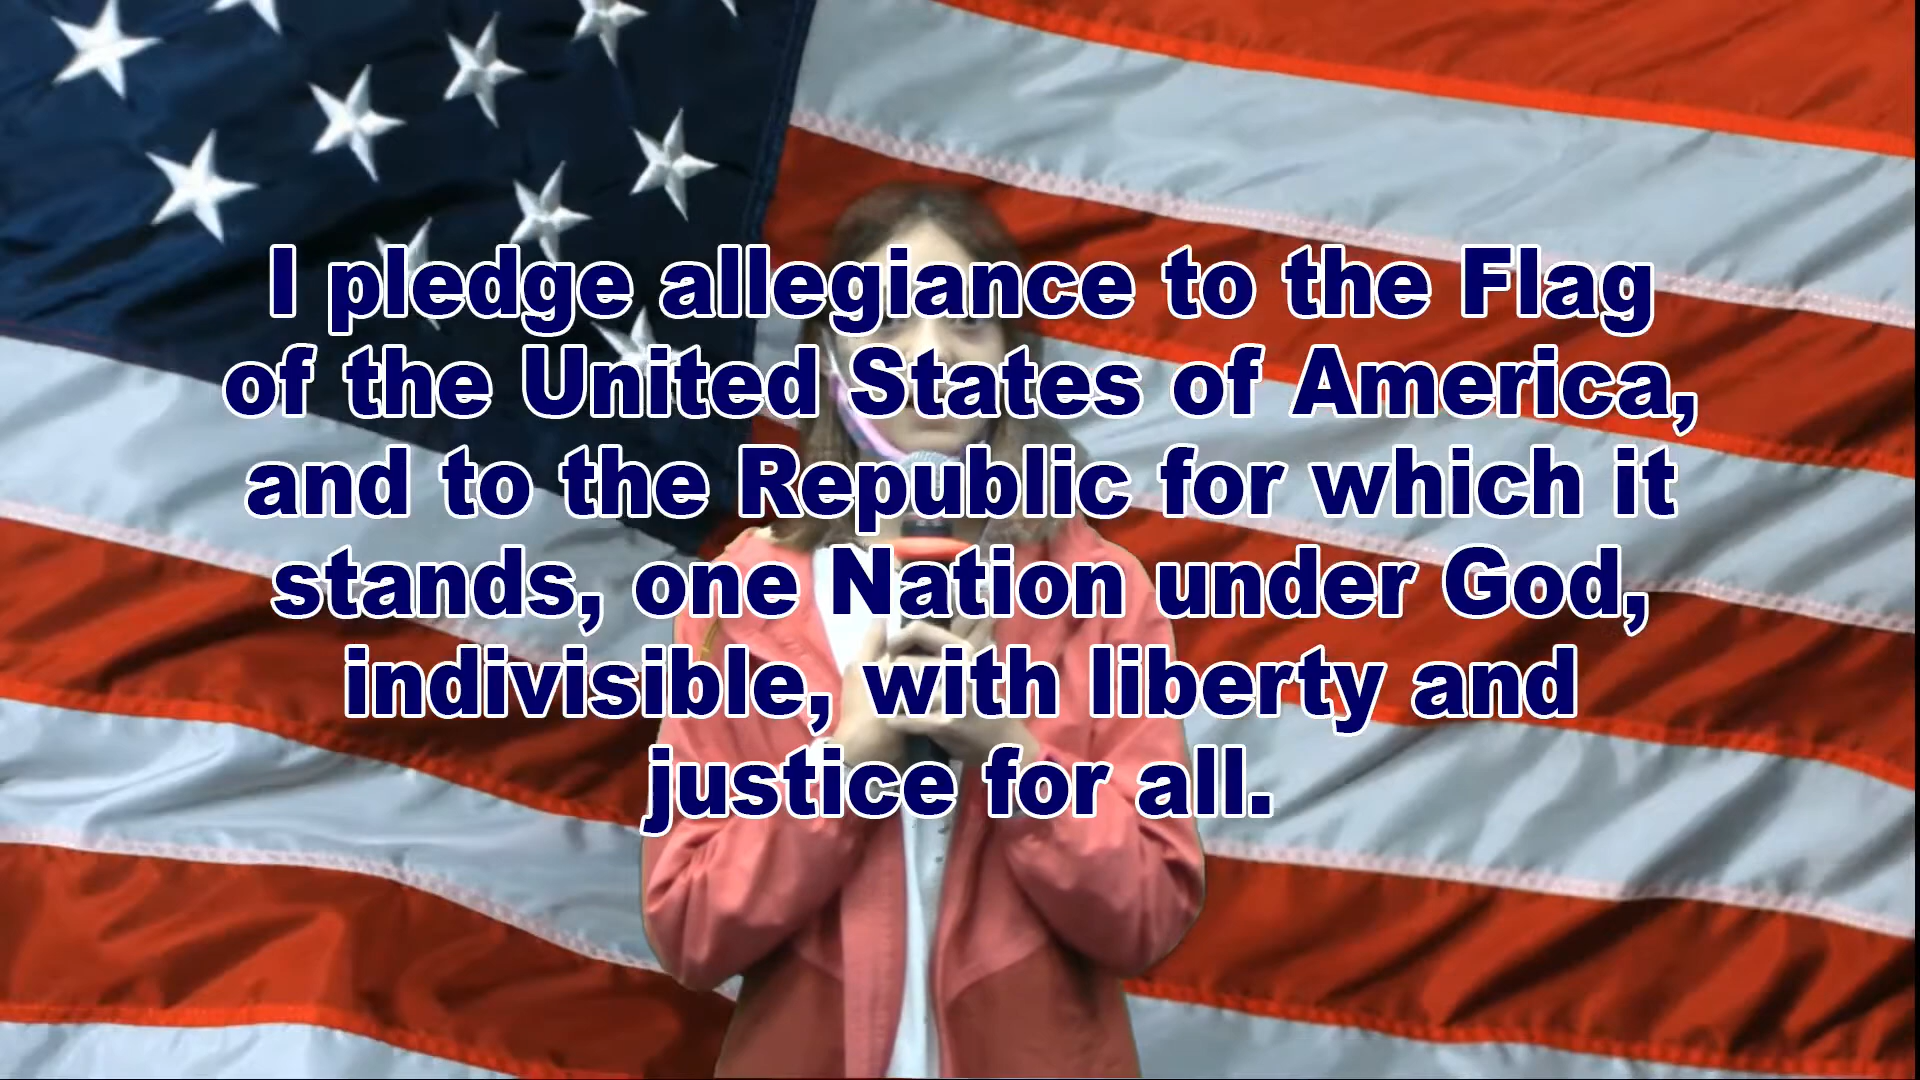 I pledge allegiance to the Flag
of the United States of America,
and to the Republic for which it
stands, one Nation under God,
indivisible, with liberty and
justice for all.